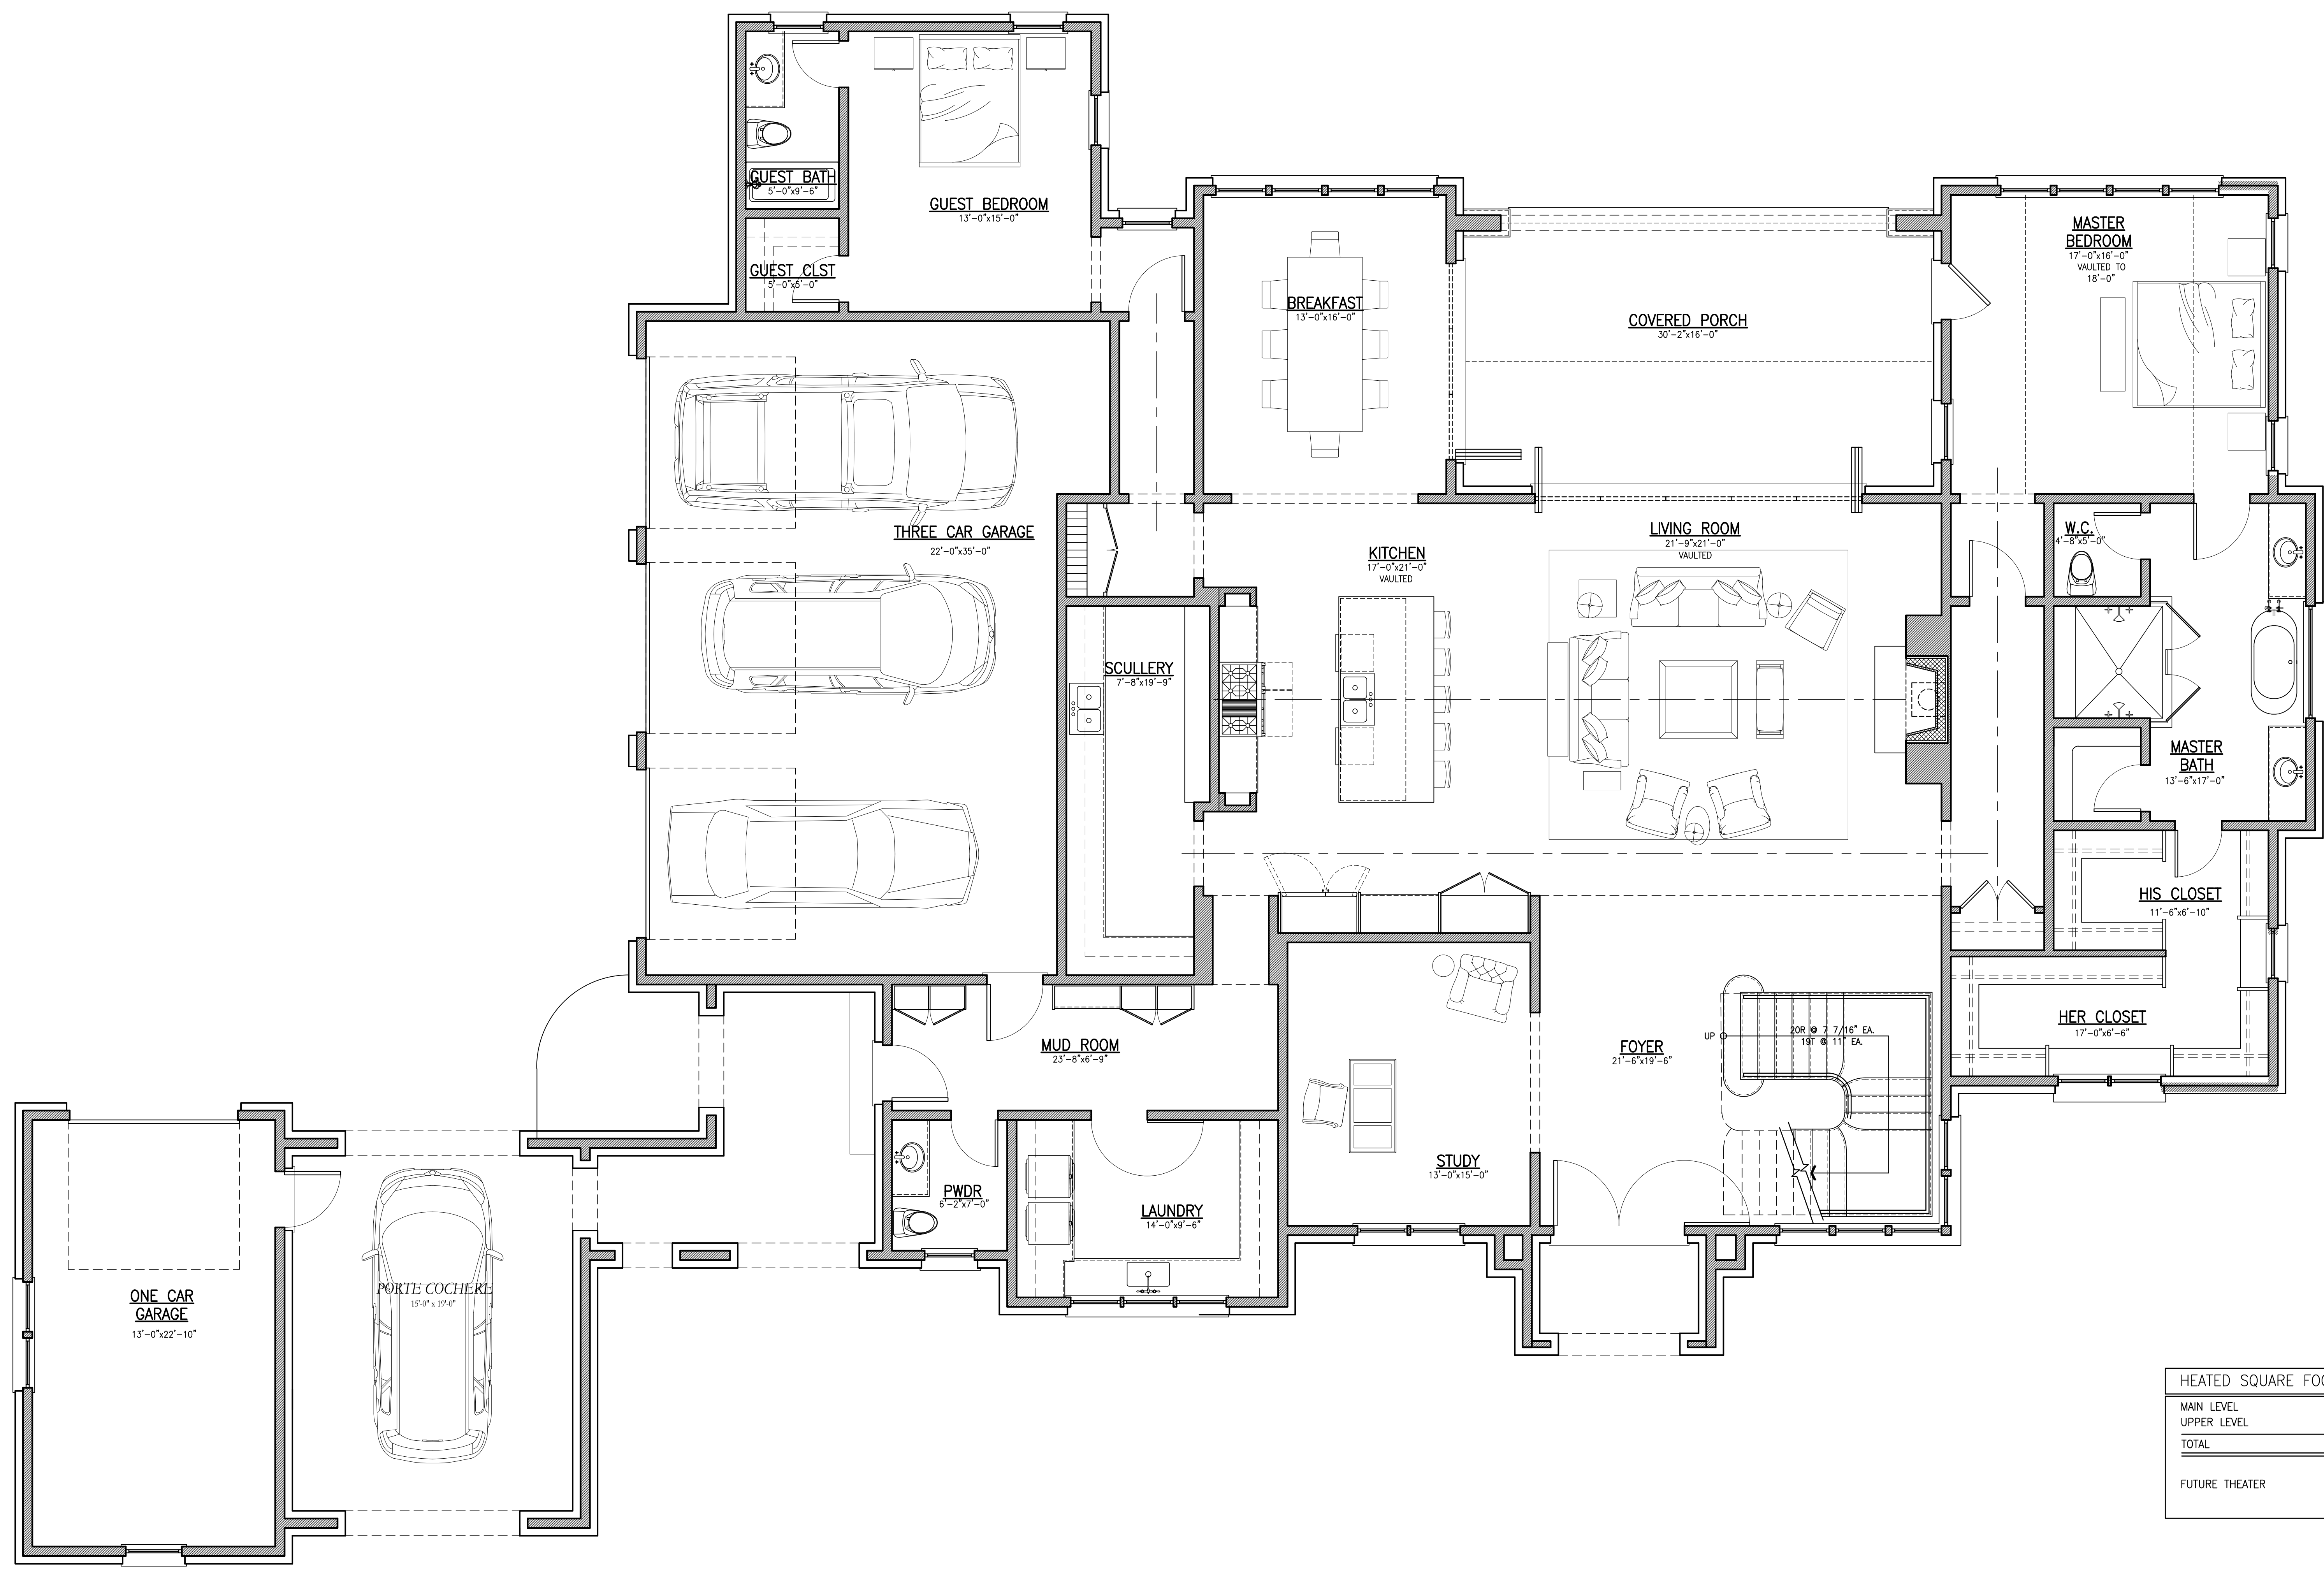 GUEST BATH
5'-0"x9'-6"
GUEST BEDROOM
13'-0"x15'-0"
GUEST CLST
5'-0"x5'-0"
BREAKFAST
13'-0"x16'-0"
COVERED PORCH
30'-2"x16'-0"
MASTER
BEDROOM
17'-0"x16'-0"
VAULTED TO
18'-0"
THREE CAR GARAGE
22'-0"x35'-0"
KITCHEN
17'-0"x21'-0"
VAULTED
LIVING ROOM
21'-9"x21'-0"
VAULTED
W.C.
4'-8"x5'-0"
SCULLERY
7'-8"x19'-9"
MASTER
BATH
13'-6"x17'-0"
HIS CLOSET
11'-6"x6'-10"
HER CLOSET
17'-0"x6'-6"
MUD ROOM
23'-8"x6'-9"
FOYER
21'-6"x19'-6"
UP
20R @ 7 7/16" EA.
19T @ 11" EA.
STUDY
13'-0"x15'-0"
PWDR
6'-2"x7'-0"
LAUNDRY
14'-0"x9'-6"
ONE CAR
GARAGE
13'-0"x22'-10"
PORTE COCHERE
15'-0" x 19'-0"
HEATED SQUARE FOO
MAIN LEVEL
UPPER LEVEL
TOTAL
FUTURE THEATER